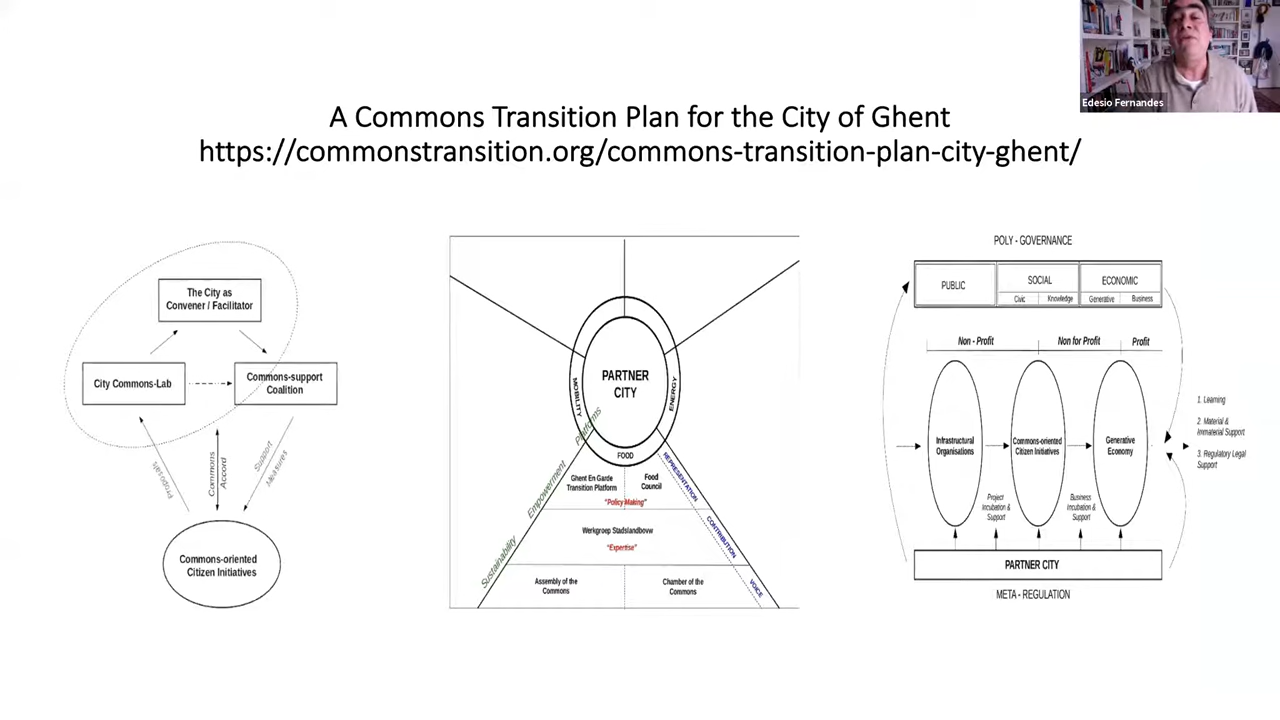 Edesio Fernandes
A Commons Transition Plan for the City of Ghent
https://commonstransition.org/commons-transition-plan-city-ghent/
The City as
Convener / Facilitator
City Commons-Lab
Commons-support
Coalition
Proposals
Commons
Accord
Support
Measures
Commons-oriented
Citizen Initiatives
PARTNER
CITY
MOBILITY
ENERGY
FOOD
Platforms
Empowerment
Sustainability
REPRESENTATION
CONTRIBUTION
VOICE
Ghent En Garde
Transition Platform
Food
Council
"Policy Making"
Werkgroep Stadslandbouw
"Expertise"
Assembly of the
Commons
Chamber of the
Commons
POLY - GOVERNANCE
PUBLIC
SOCIAL
ECONOMIC
Civic
Knowledge
Generative
Business
Non - Profit
Non for Profit
Profit
Infrastructural
Organisations
Commons-oriented
Citizen Initiatives
Generative
Economy
Project
Incubation &
Support
Business
Incubation &
Support
1. Learning
2. Material &
Immaterial Support
3. Regulatory Legal
Support
PARTNER CITY
META - REGULATION